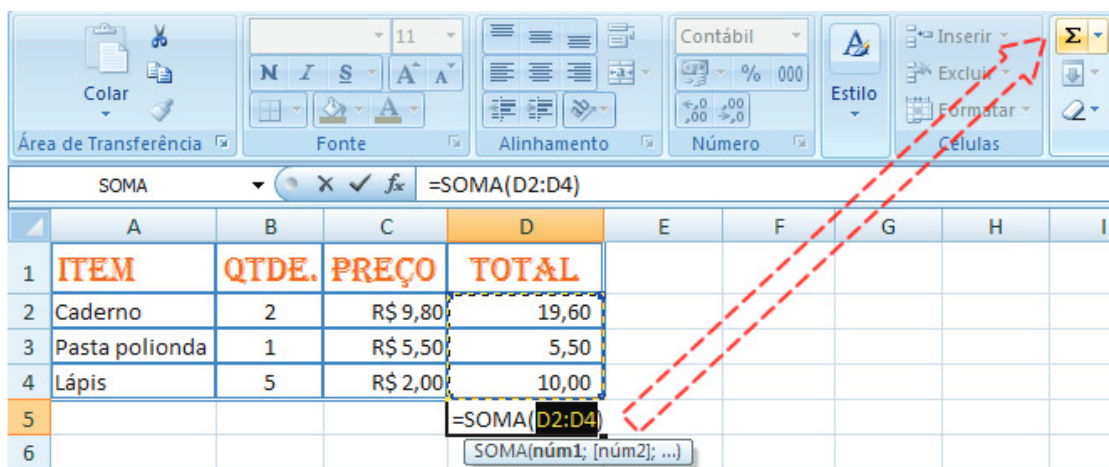 11 Contábil Inserir Σ
N I S A A % 000 Excluir
Colar A ,0 ,00 ,00 ,0 Estilo Formatar
Área de Transferência Fonte Alinhamento Número Células
SOMA fx =SOMA(D2:D4)
A B C D E F G H I
1 ITEM QTDE. PREÇO TOTAL
2 Caderno 2 R$ 9,80 19,60
3 Pasta polionda 1 R$ 5,50 5,50
4 Lápis 5 R$ 2,00 10,00
5 =SOMA(D2:D4)
6 SOMA(núm1; [núm2]; ...)